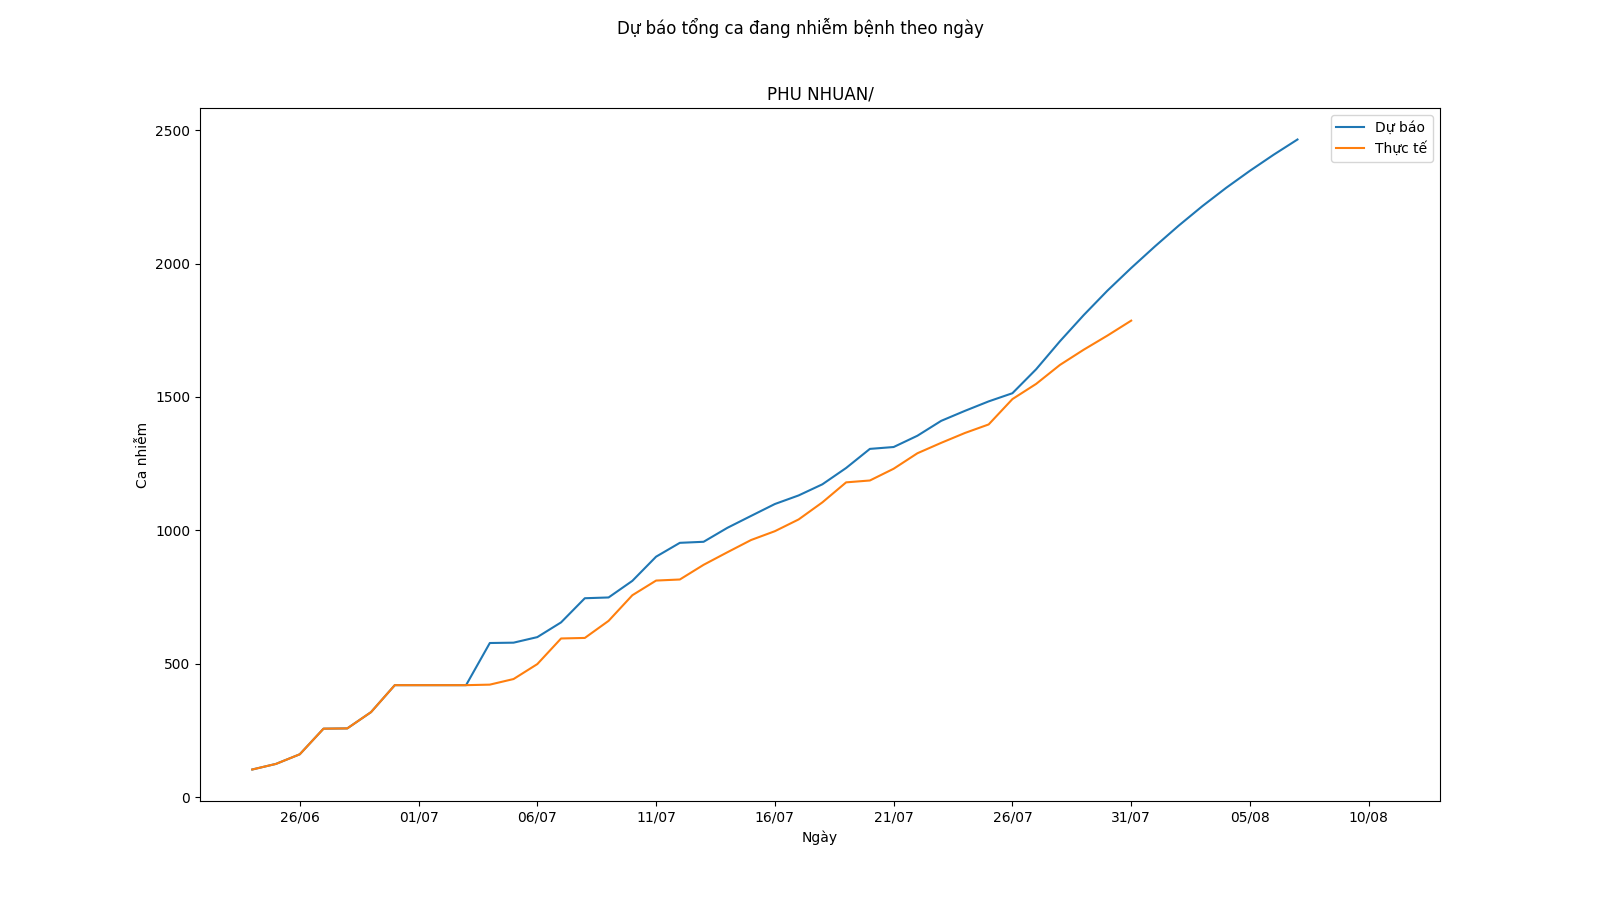 Dự báo tổng ca đang nhiễm bệnh theo ngày
PHU NHUAN/
Dự báo
Thực tế
2500
2000
1500
1000
500
0
Ca nhiễm
26/06 01/07 06/07 11/07 16/07 21/07 26/07 31/07 05/08 10/08
Ngày